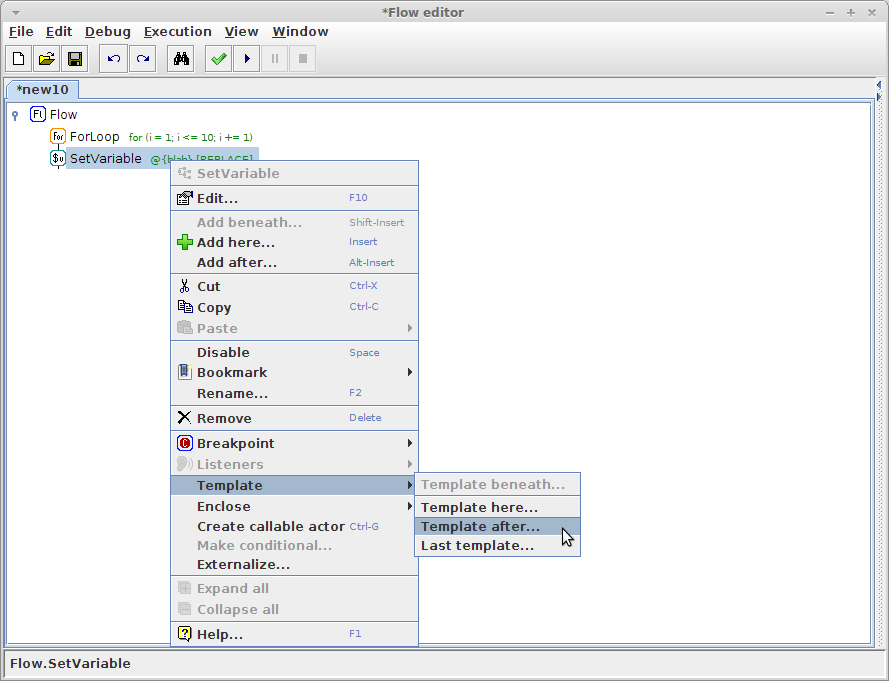 *Flow editor
File Edit Debug Execution View Window
*new10
Flow
ForLoop for (i = 1; i <= 10; i += 1)
SetVariable @{blah} [REPLACE]
SetVariable
Edit... F10
Add beneath... Shift-Insert
Add here... Insert
Add after... Alt-Insert
Cut Ctrl-X
Copy Ctrl-C
Paste
Disable Space
Bookmark
Rename... F2
Remove Delete
Breakpoint
Listeners
Template
Template beneath...
Template here...
Template after...
Last template...
Enclose
Create callable actor Ctrl-G
Make conditional...
Externalize...
Expand all
Collapse all
Help... F1
Flow.SetVariable